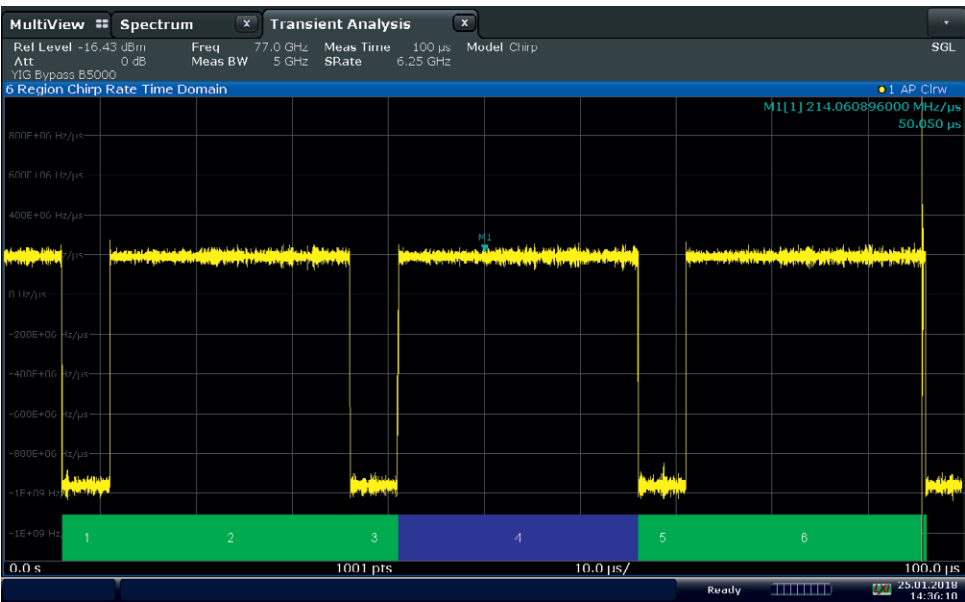 MultiView Spectrum x Transient Analysis x
Ref Level -16.43 dBm Freq 77.0 GHz Meas Time 100 µs Model Chirp SGL
Att 0 dB Meas BW 5 GHz SRate 6.25 GHz
YIG Bypass B5000
6 Region Chirp Rate Time Domain 1 AP Clrw
M1[1] 214.060896000 MHz/µs
50.050 µs
800E+06 Hz/µs
600E+06 Hz/µs
400E+06 Hz/µs
M1
0 Hz/µs
-200E+06 Hz/µs
-400E+06 Hz/µs
-600E+06 Hz/µs
-800E+06 Hz/µs
-1E+09 Hz
-1E+09 Hz
1 2 3 4 5 6
0.0 s 1001 pts 10.0 µs/ 100.0 µs
Ready 25.01.2018
14:36:10